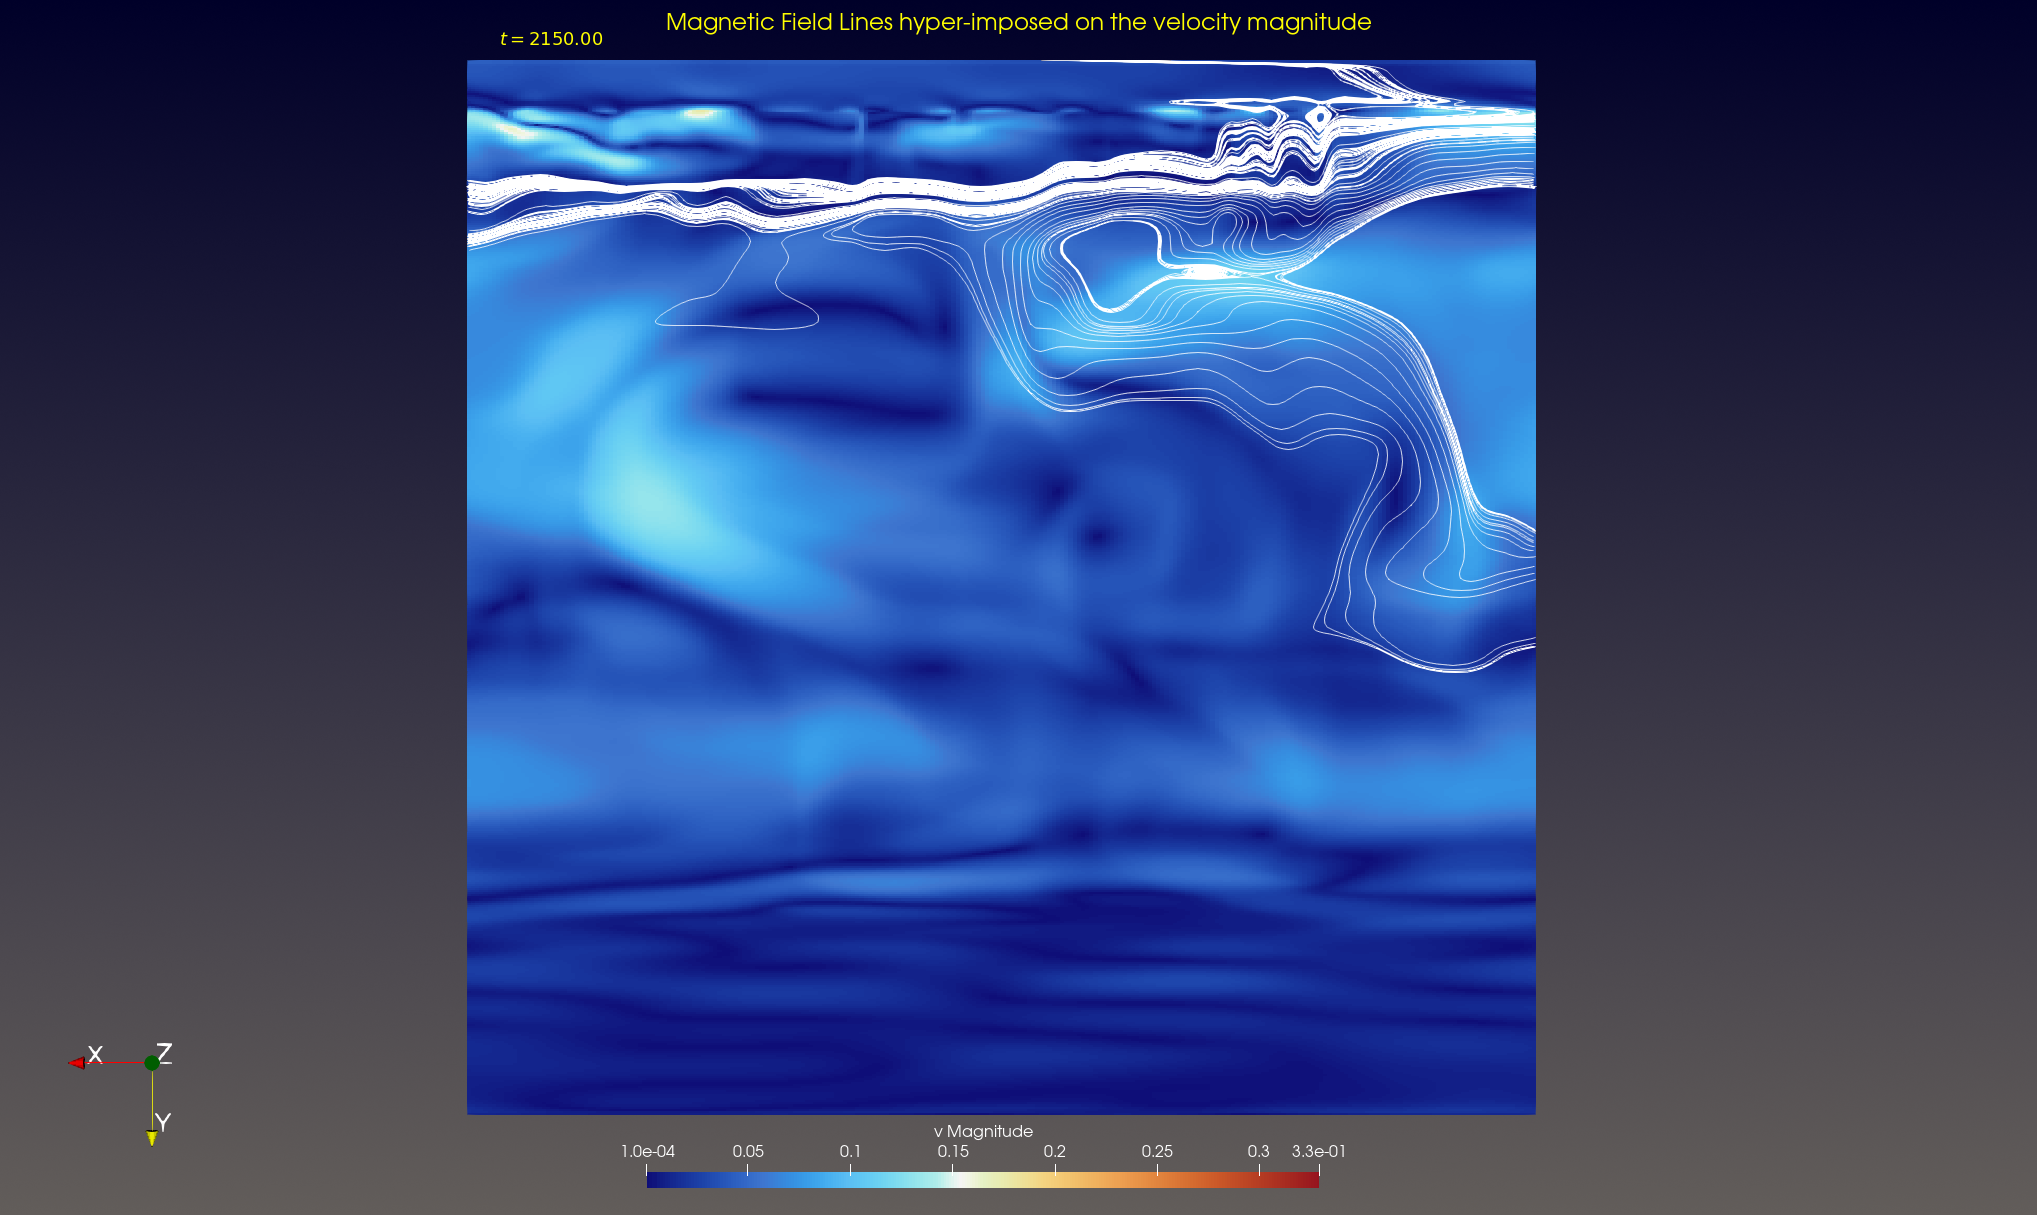 Magnetic Field Lines hyper-imposed on the velocity magnitude
t = 2150.00
X Z
Y
v Magnitude
1.0e-04 0.05 0.1 0.15 0.2 0.25 0.3 3.3e-01